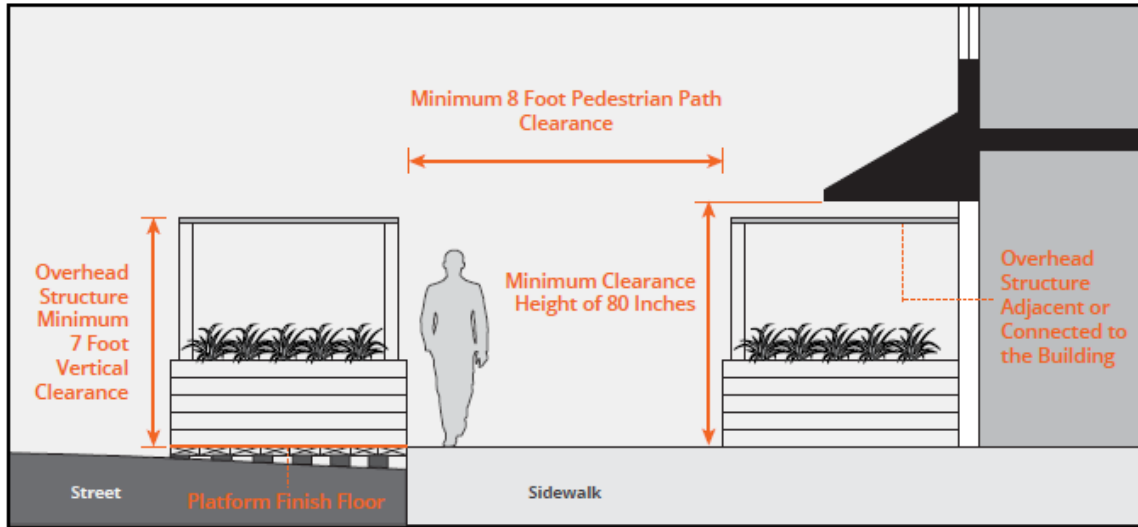 Minimum 8 Foot Pedestrian Path
Clearance
Overhead
Structure
Minimum
7 Foot
Vertical
Clearance
Minimum Clearance
Height of 80 Inches
Overhead
Structure
Adjacent or
Connected to
the Building
Street
Platform Finish Floor
Sidewalk